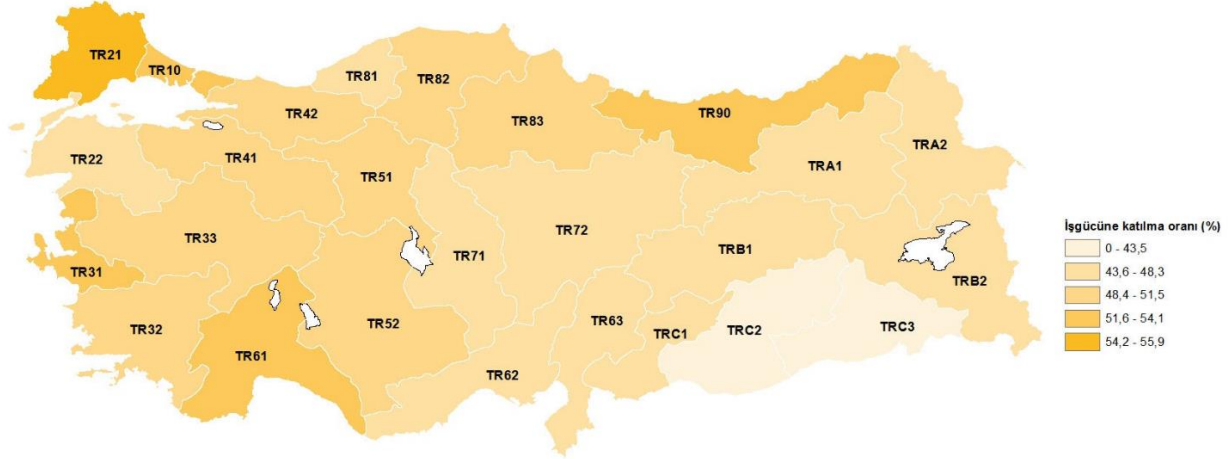 TR21
TR10
TR81
TR82
TR42
TR83
TR90
TRA2
TR22
TR41
TR51
TRA1
TR33
TR72
TR71
TRB1
TR31
TRB2
TR32
TR52
TR63
TRC1
TRC2
TRC3
TR61
TR62
İşgücüne katılma oranı (%)
0 - 43,5
43,6 - 48,3
48,4 - 51,5
51,6 - 54,1
54,2 - 55,9